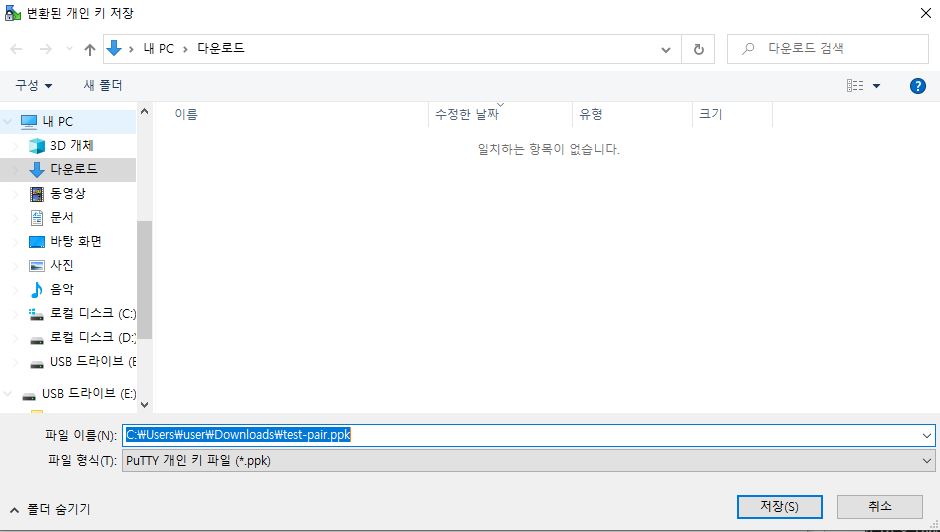 변환된 개인 키 저장
내 PC › 다운로드
다운로드 검색
구성 새 폴더
이름 수정한 날짜 유형 크기
일치하는 항목이 없습니다.
내 PC
3D 개체
다운로드
동영상
문서
바탕 화면
사진
음악
로컬 디스크 (C:)
로컬 디스크 (D:)
USB 드라이브 (E
USB 드라이브 (E:)
파일 이름(N): C:₩Users₩user₩Downloads₩test-pair.ppk
파일 형식(T): PuTTY 개인 키 파일 (*.ppk)
폴더 숨기기
저장(S) 취소